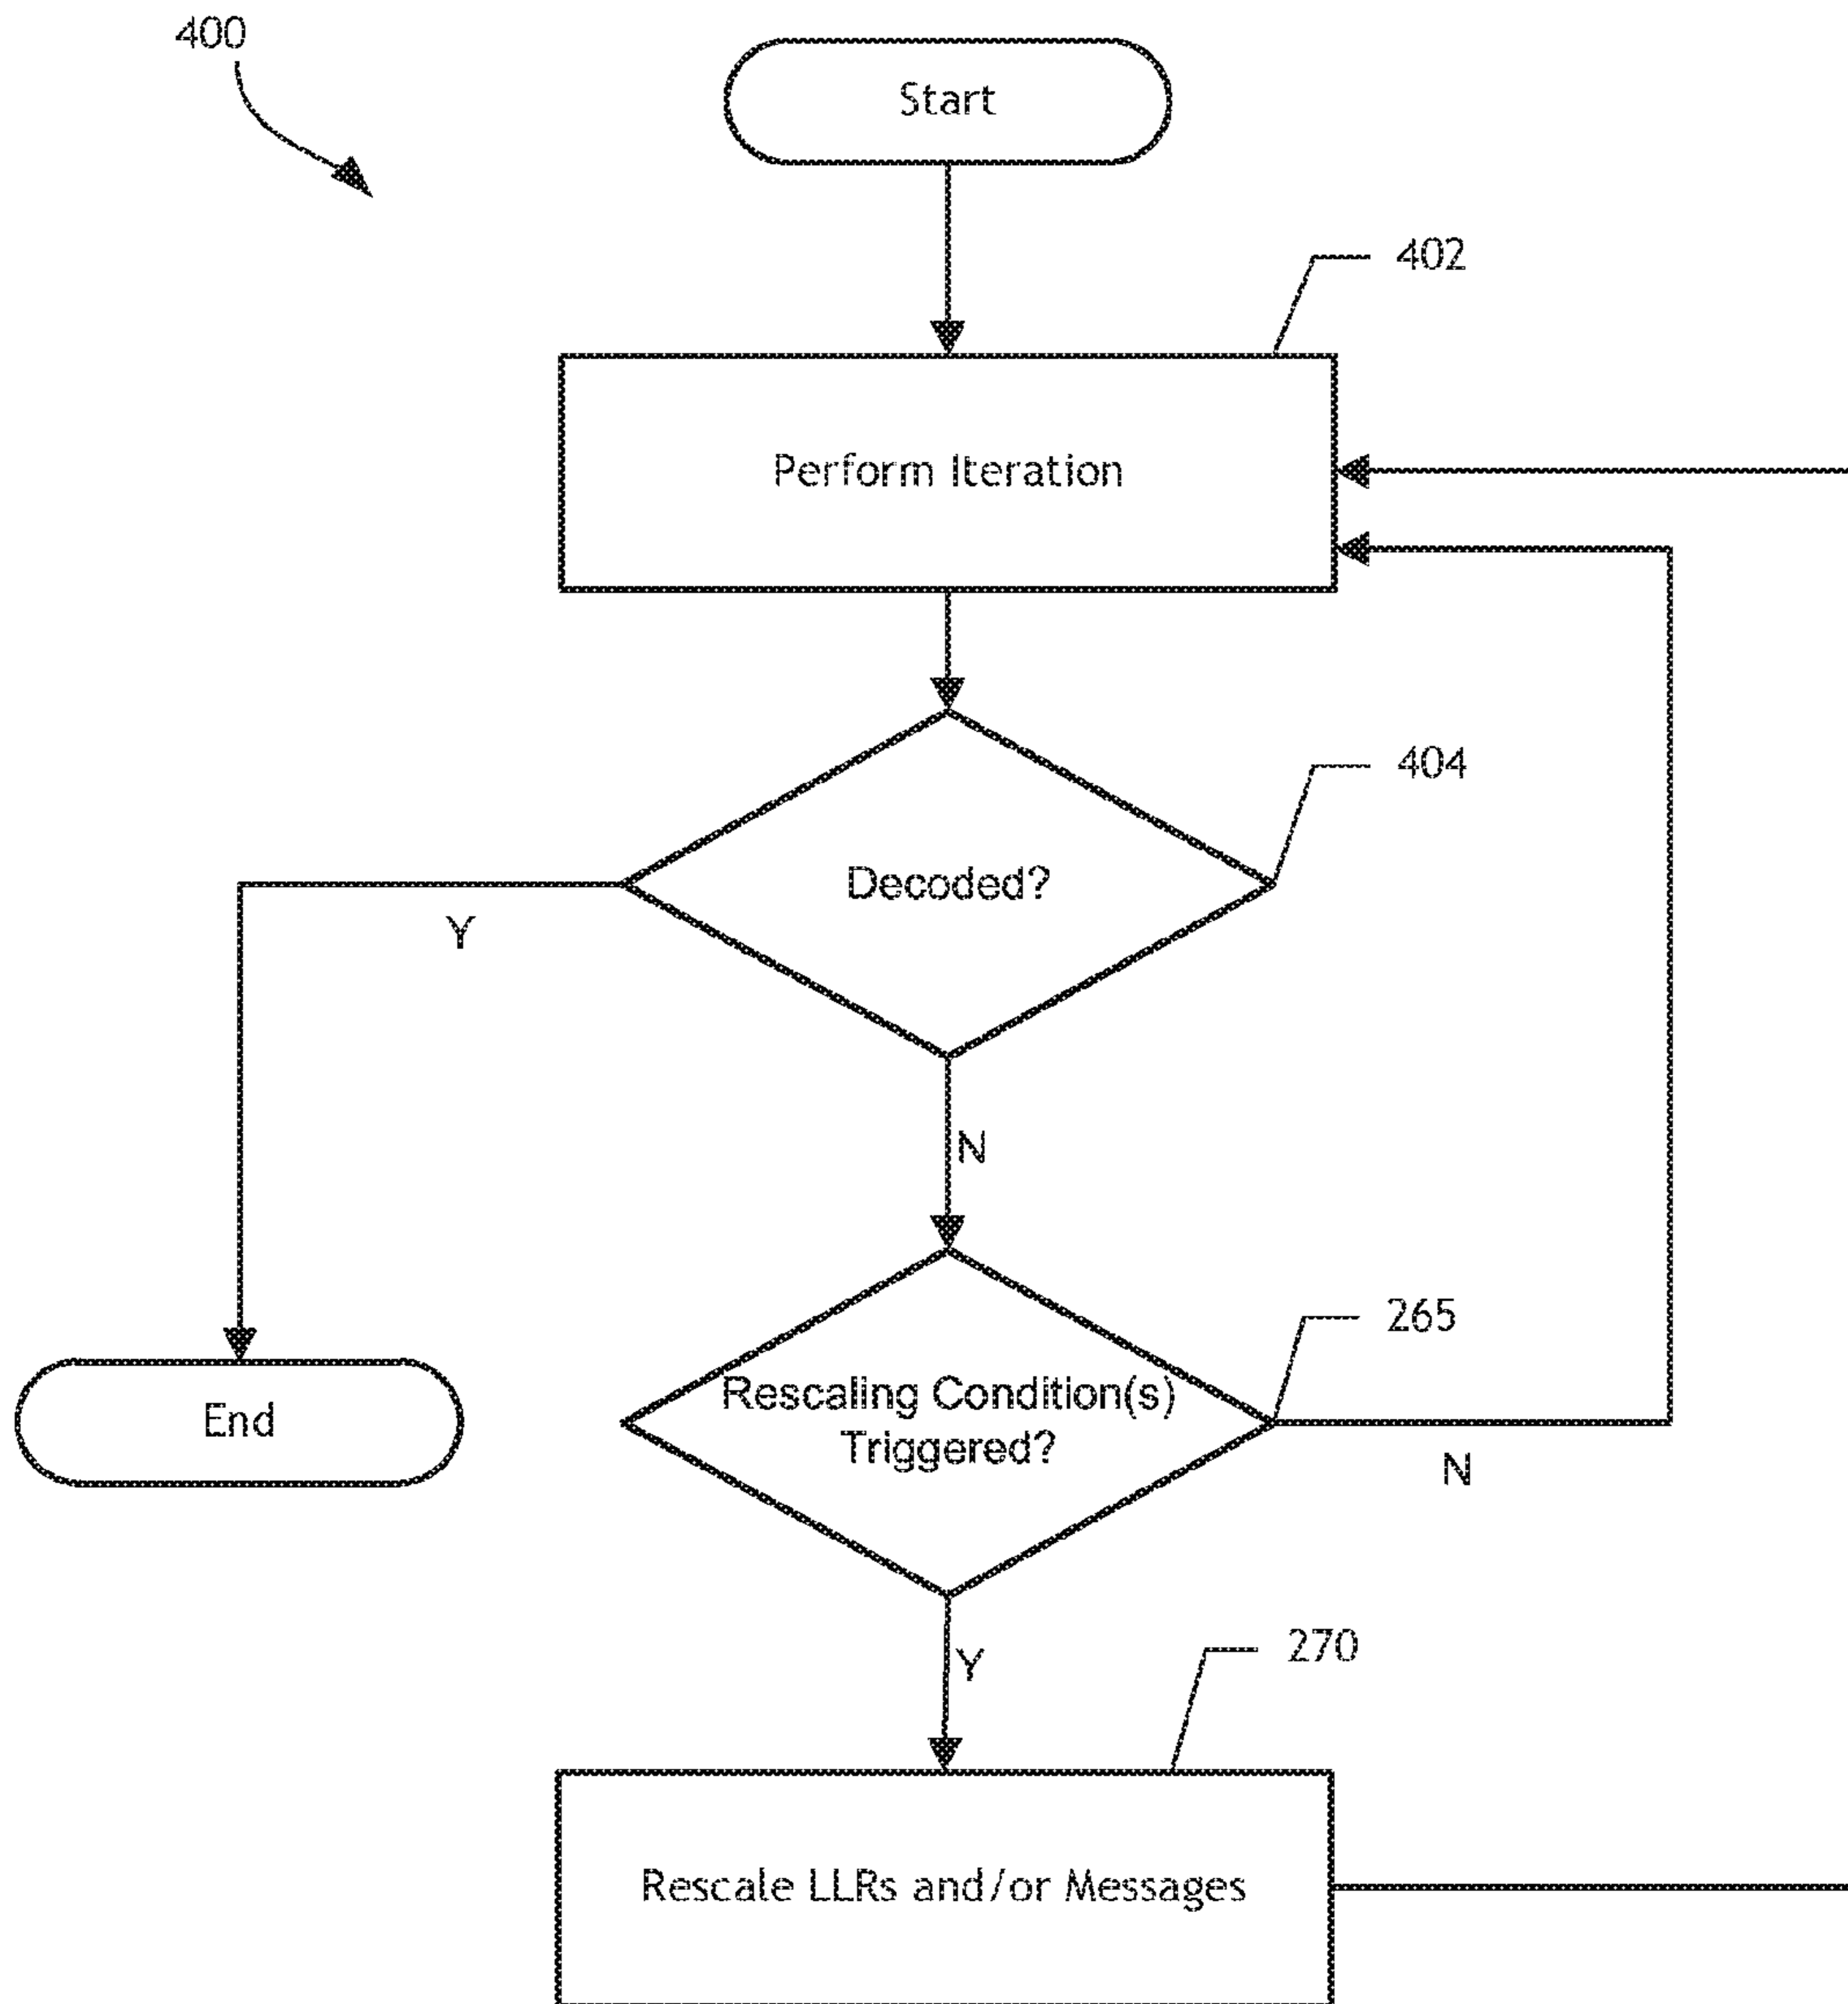 400
Start
402
Perform Iteration
404
Decoded?
Y
N
265
Rescaling Condition(s)
Triggered?
End
N
Y
270
Rescale LLRs and/or Messages